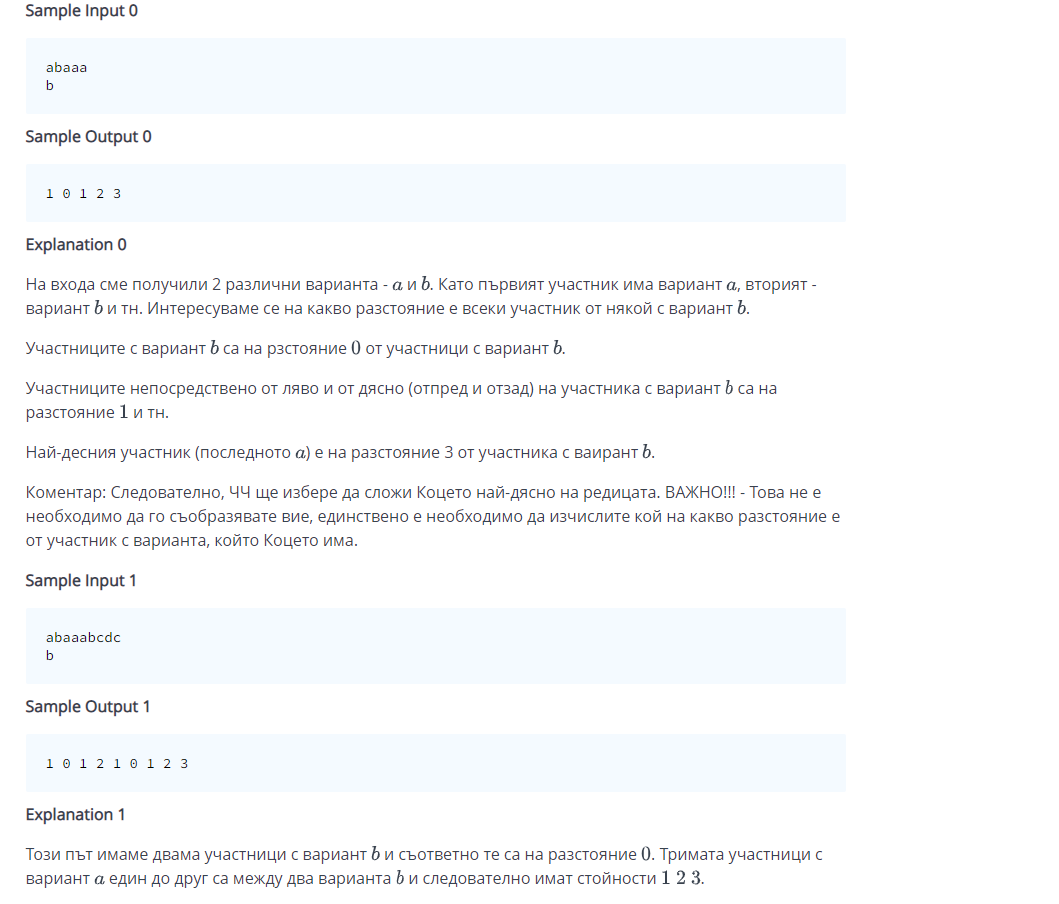 Sample Input 0
abaaa
b
Sample Output 0
1 0 1 2 3
Explanation 0
На входа сме получили 2 различни варианта - a и b. Като първият участник има вариант a, вторият -
вариант b и тн. Интересуваме се на какво разстояние е всеки участник от някой с вариант b.
Участниците с вариант b са на рзстояние 0 от участници с вариант b.
Участниците непосредствено от ляво и от дясно (отпред и отзад) на участника с вариант b са на
разстояние 1 и тн.
Най-десния участник (последното a) е на разстояние 3 от участника с ваирант b.
Коментар: Следователно, ЧЧ ще избере да сложи Коцето най-дясно на редицата. ВАЖНО!!! - Това не е
необходимо да го съобразявате вие, единствено е необходимо да изчислите кой на какво разстояние е
от участник с варианта, който Коцето има.
Sample Input 1
abaaabcdc
b
Sample Output 1
1 0 1 2 1 0 1 2 3
Explanation 1
Този път имаме двама участници с вариант b и съответно те са на разстояние 0. Тримата участници с
вариант a един до друг са между два варианта b и следователно имат стойности 1 2 3.